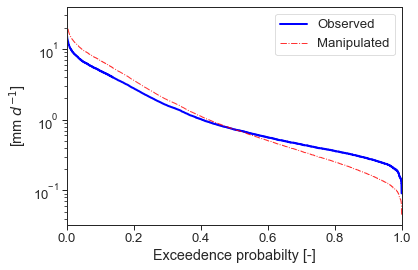 Observed
Manipulated
[mm d⁻¹]
10¹
10⁰
10⁻¹
0.0 0.2 0.4 0.6 0.8 1.0
Exceedence probabilty [-]